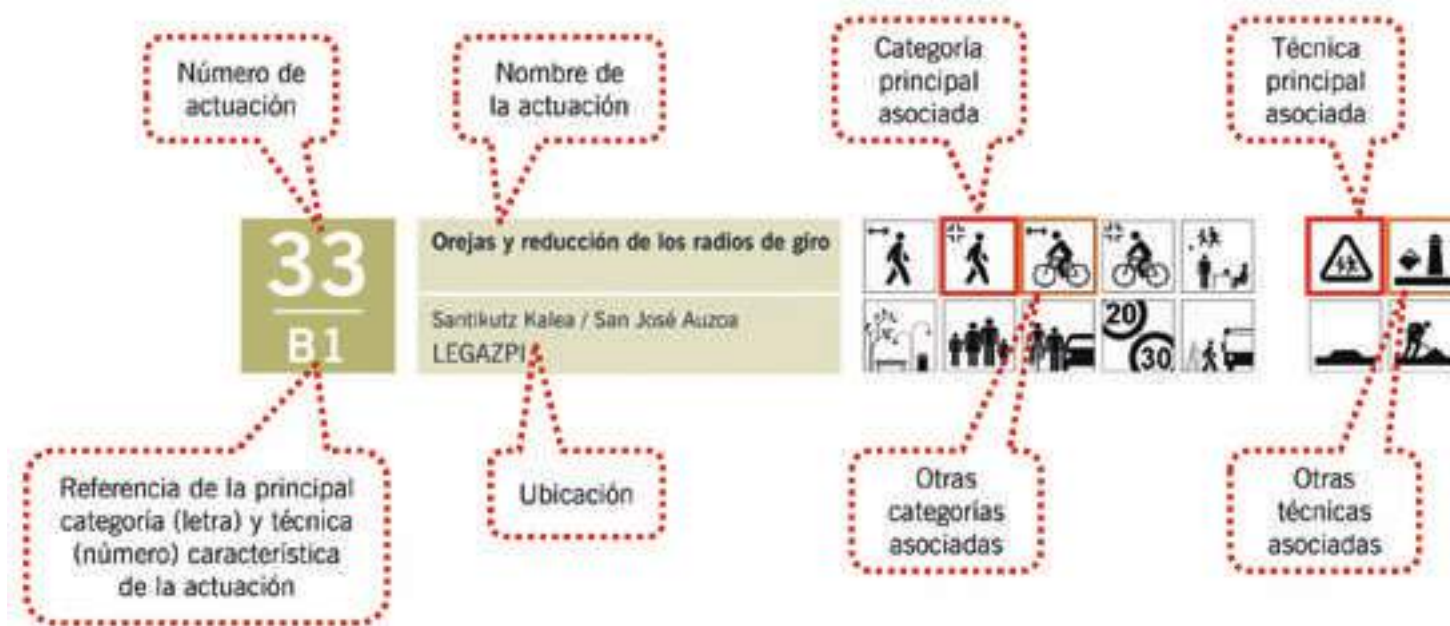 Número de
actuación
Nombre de
la actuación
Categoría
principal
asociada
Técnica
principal
asociada
33
B1
Orejas y reducción de los radios de giro
Santikutz Kalea / San José Auzoa
LEGAZPI
20
30
Referencia de la principal
categoría (letra) y técnica
(número) característica
de la actuación
Ubicación
Otras
categorías
asociadas
Otras
técnicas
asociadas